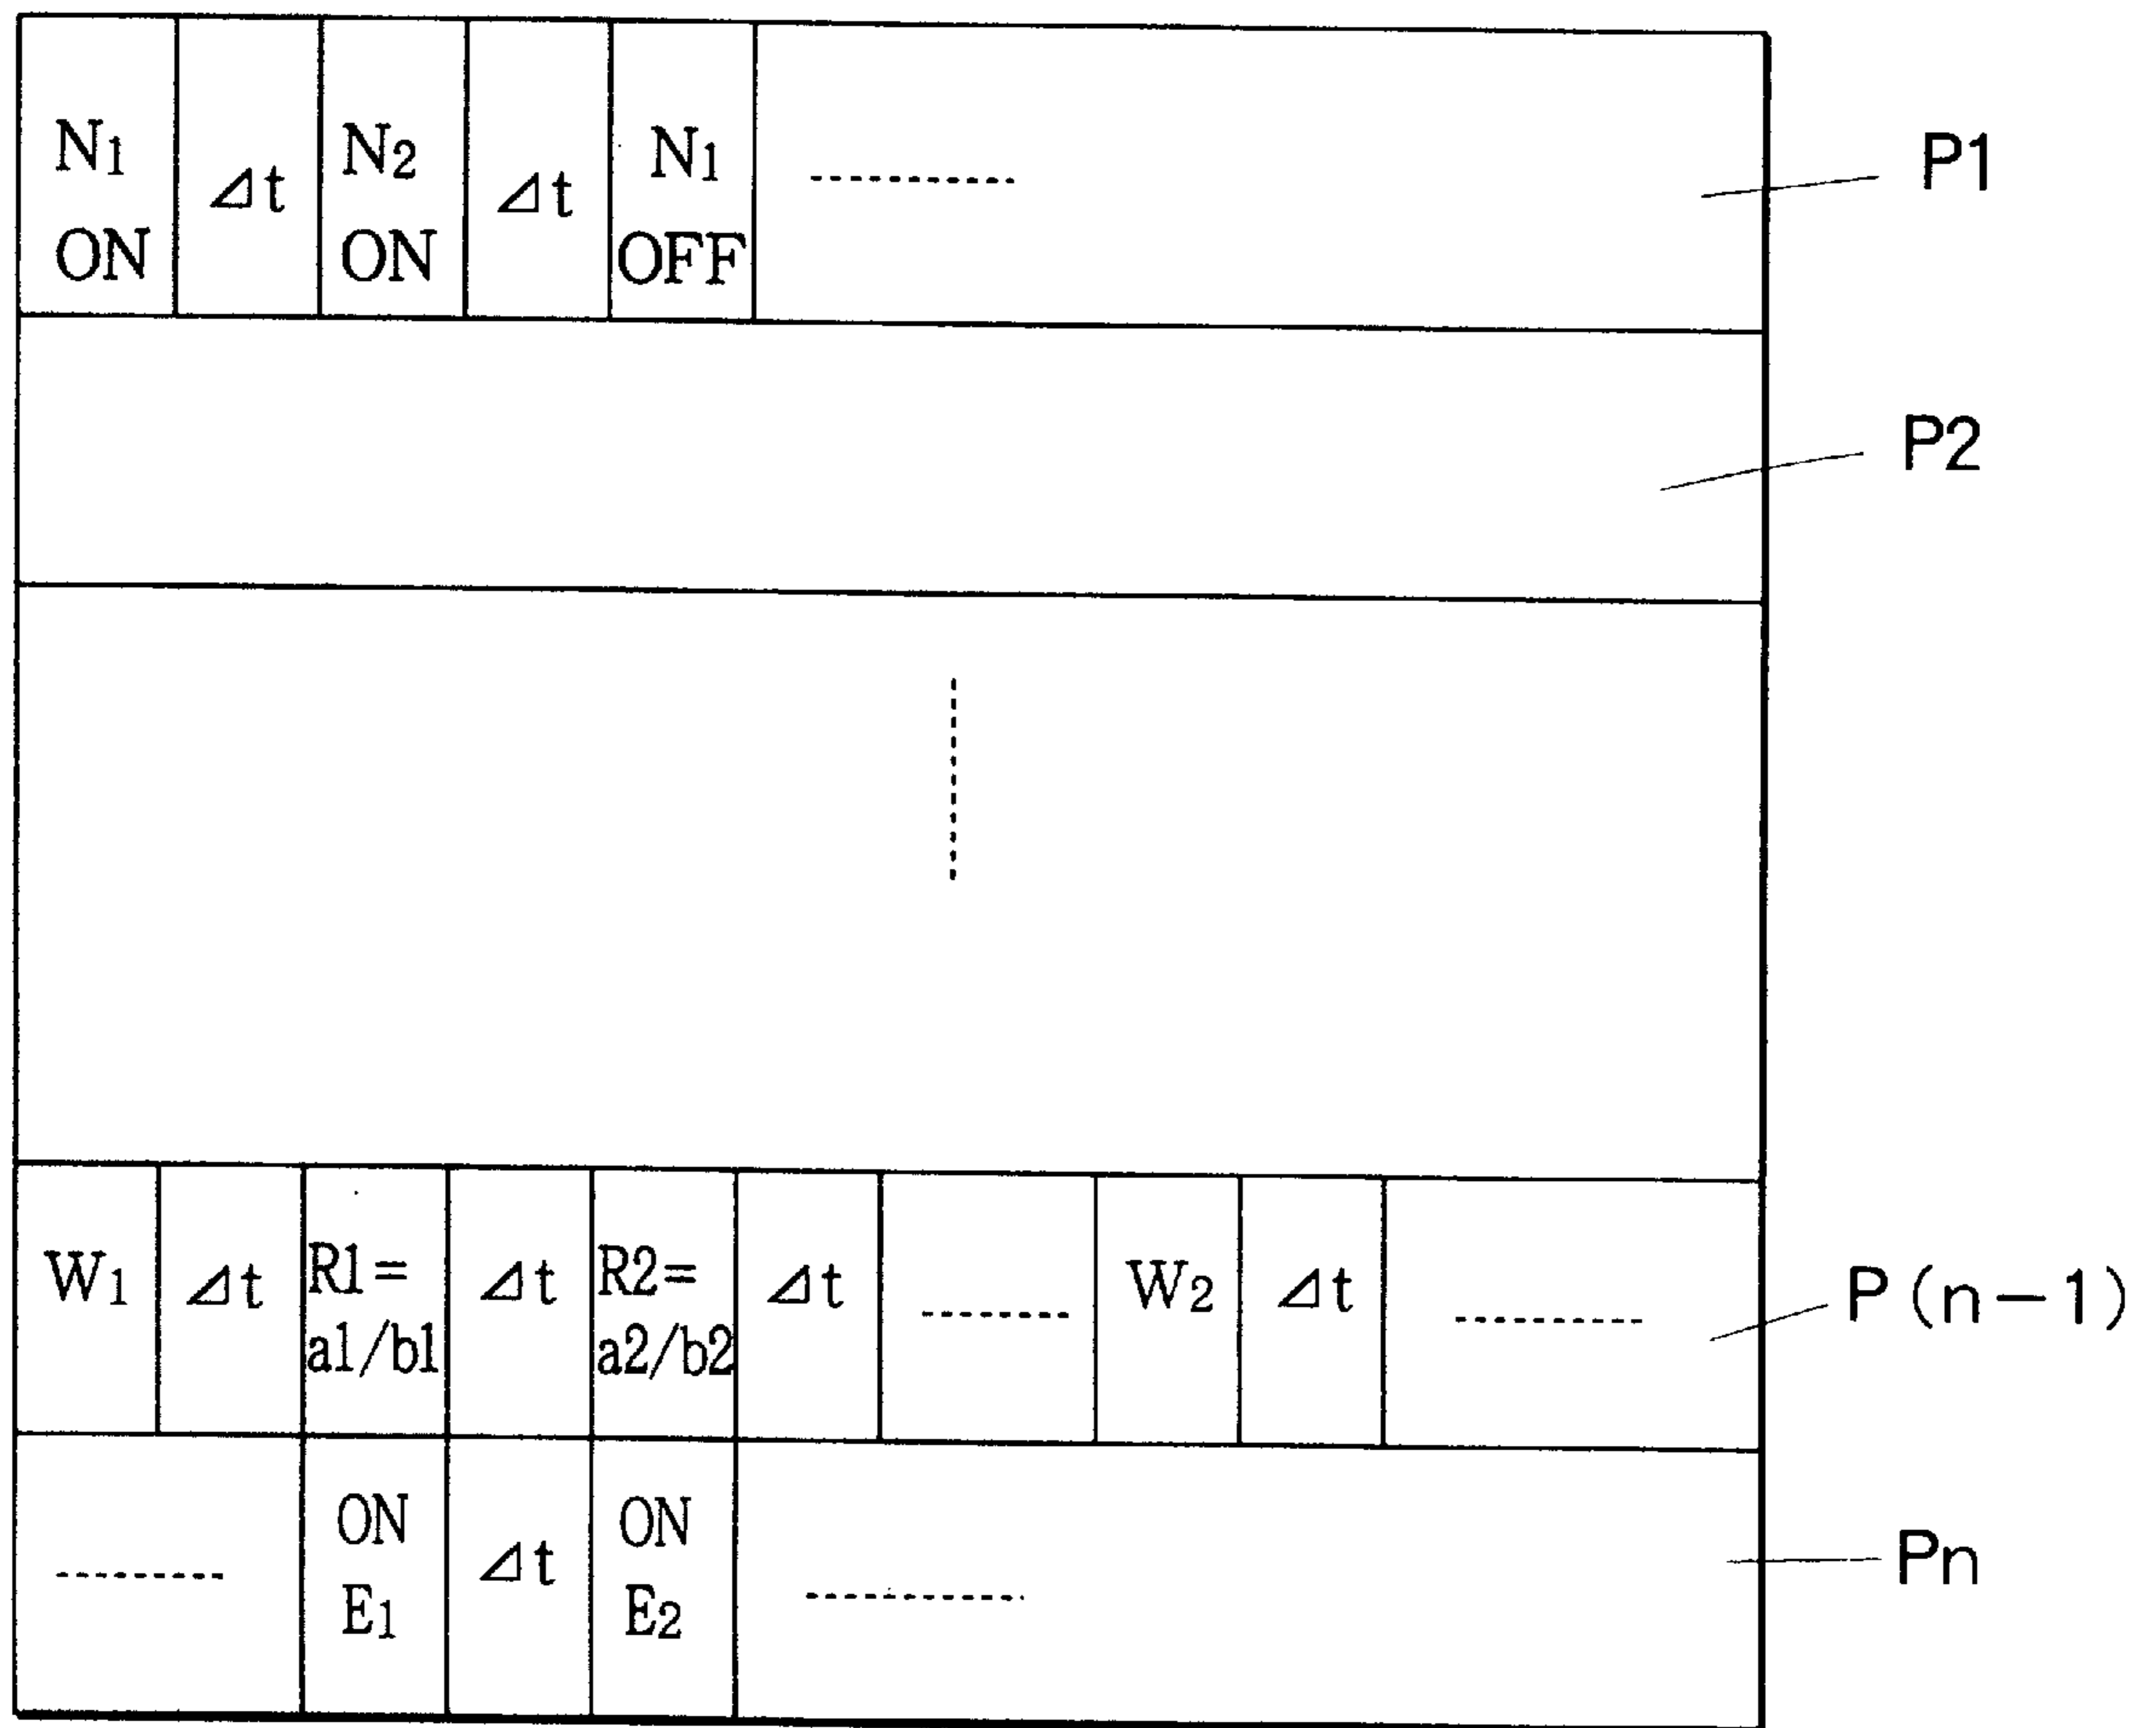 N1 ON ⊿t N2 ON ⊿t N1 OFF P1
P2
W1 ⊿t R1= a1/b1 ⊿t R2= a2/b2 ⊿t W2 ⊿t P(n-1)
ON E1 ⊿t ON E2 Pn